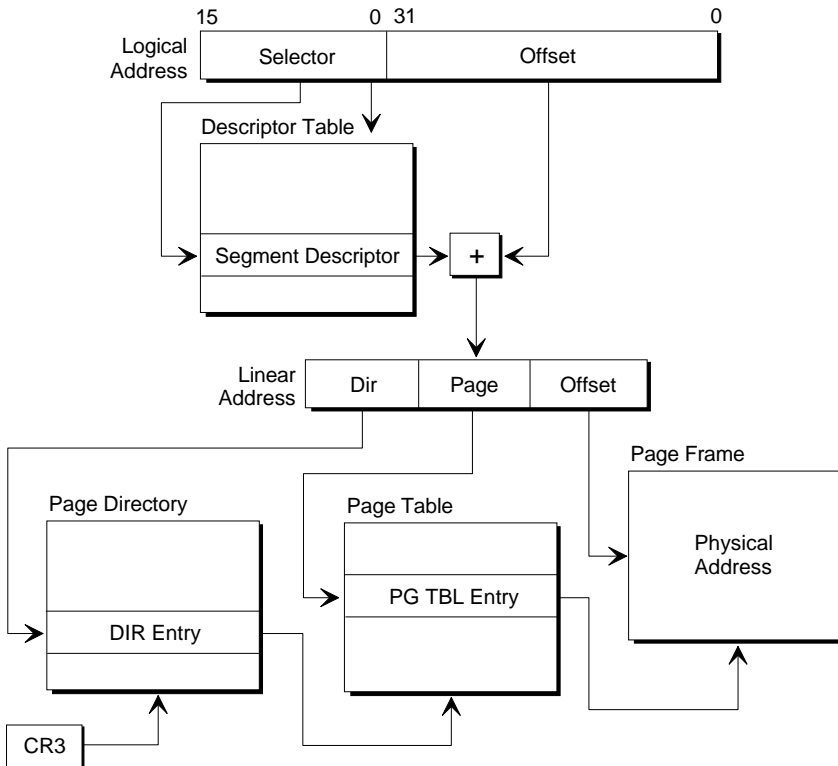 15 0 31 0
Logical
Address
Selector Offset
Descriptor Table
Segment Descriptor +
Linear
Address
Dir Page Offset
Page Frame
Physical
Address
Page Directory
DIR Entry
Page Table
PG TBL Entry
CR3